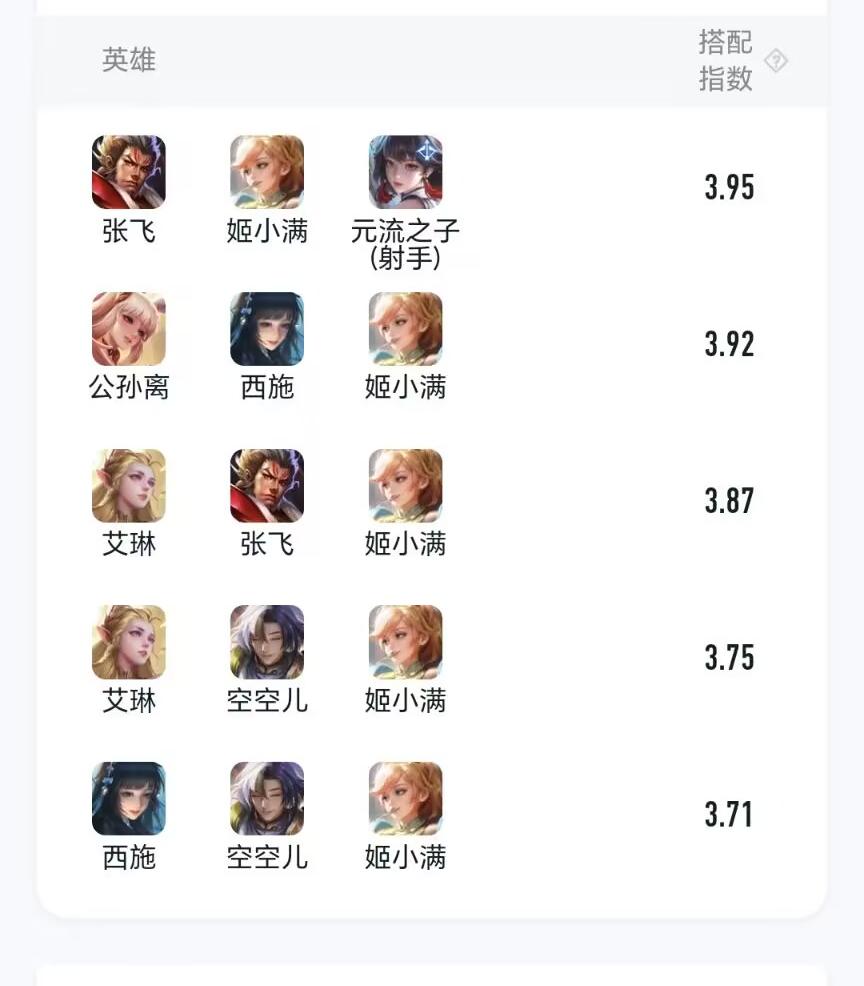 英雄
搭配
指数
张飞 姬小满 元流之子
(射手)
3.95
公孙离 西施 姬小满
3.92
艾琳 张飞 姬小满
3.87
艾琳 空空儿 姬小满
3.75
西施 空空儿 姬小满
3.71